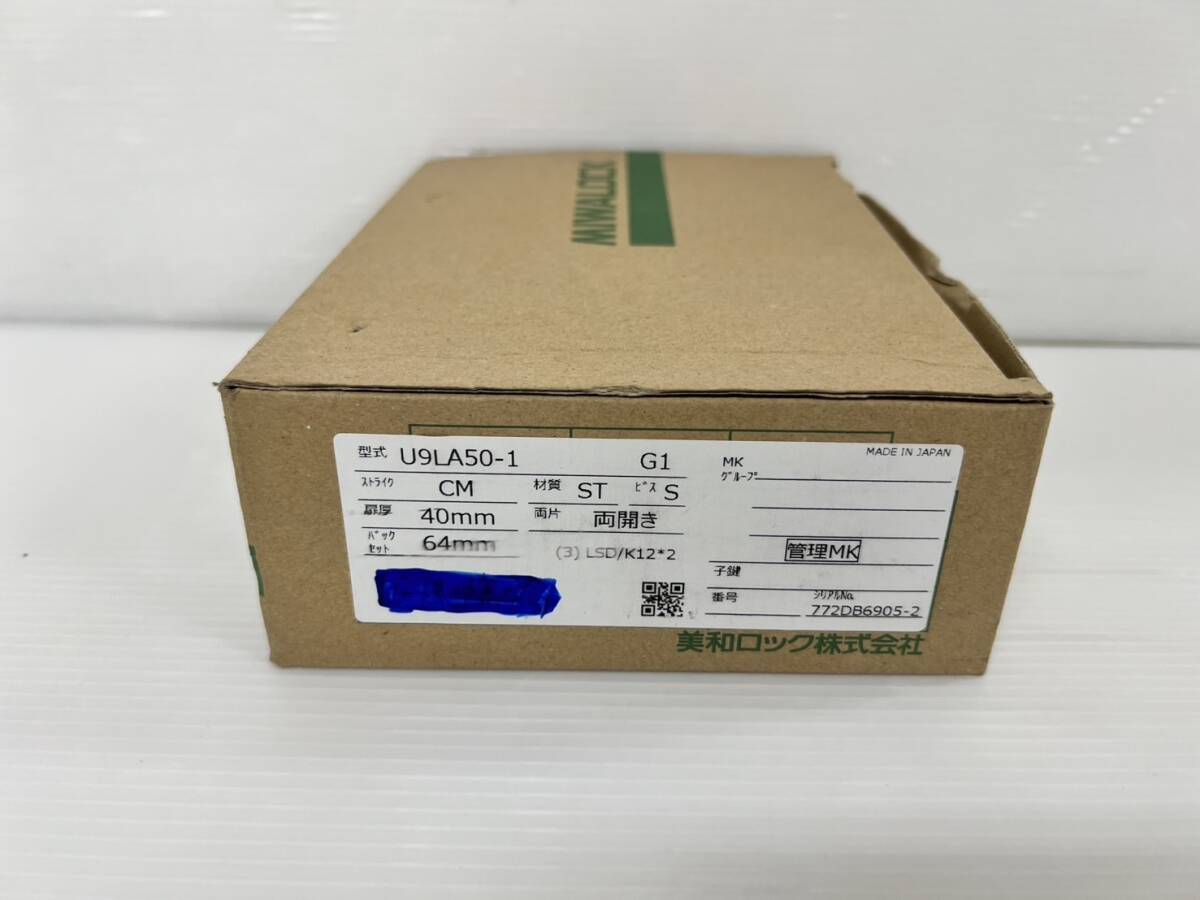 MIWALOCK
型式 U9LA50-1 G1
ストライク CM 材質 ST ビス S
扉厚 40mm 両片 両開き
バックセット 64mm (3) LSD/K12*2
MADE IN JAPAN
MK グループ
管理MK
子鍵
番号 シリアルNo.
772DB6905-2
美和ロック株式会社